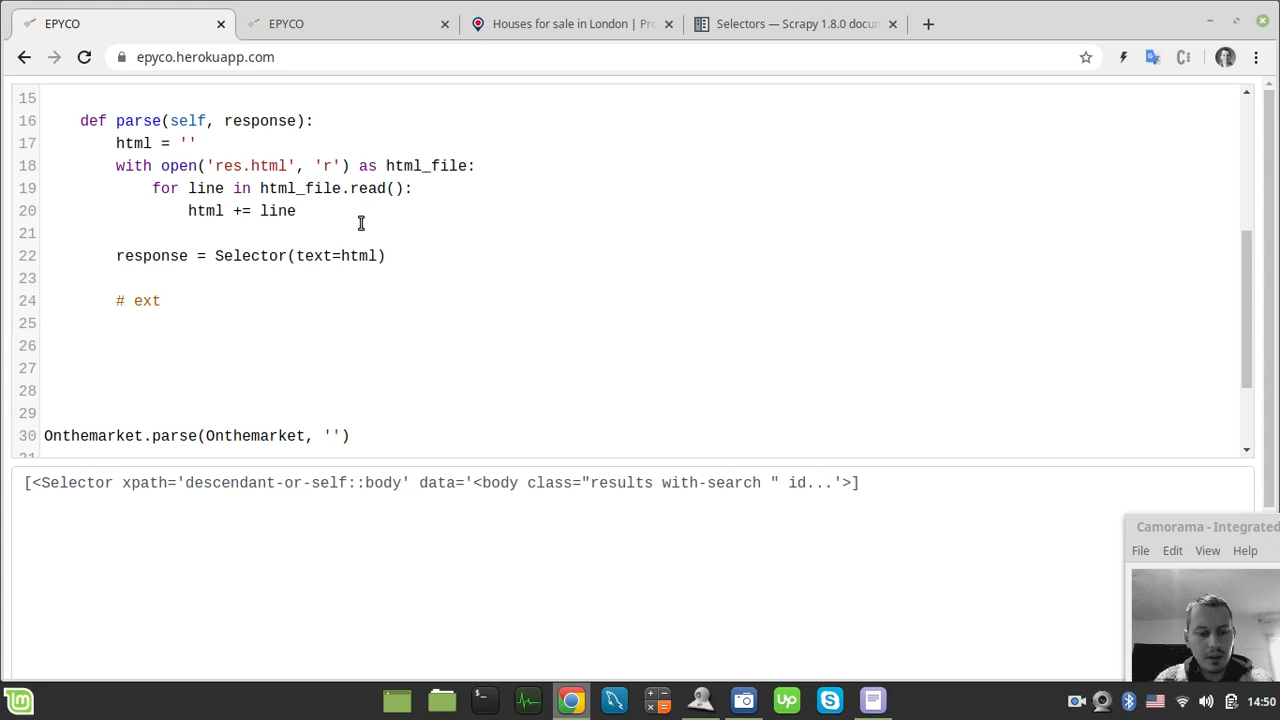 EPYCO
EPYCO
Houses for sale in London | Pr
Selectors — Scrapy 1.8.0 docu
epyco.herokuapp.com
15
16 def parse(self, response):
17 html = ''
18 with open('res.html', 'r') as html_file:
19 for line in html_file.read():
20 html += line
21
22 response = Selector(text=html)
23
24 # ext
25
26
27
28
29
30 Onthemarket.parse(Onthemarket, '')
31
[<Selector xpath='descendant-or-self::body' data='<body class="results with-search " id...'>]
Camorama - Integrated
File Edit View Help
14:50